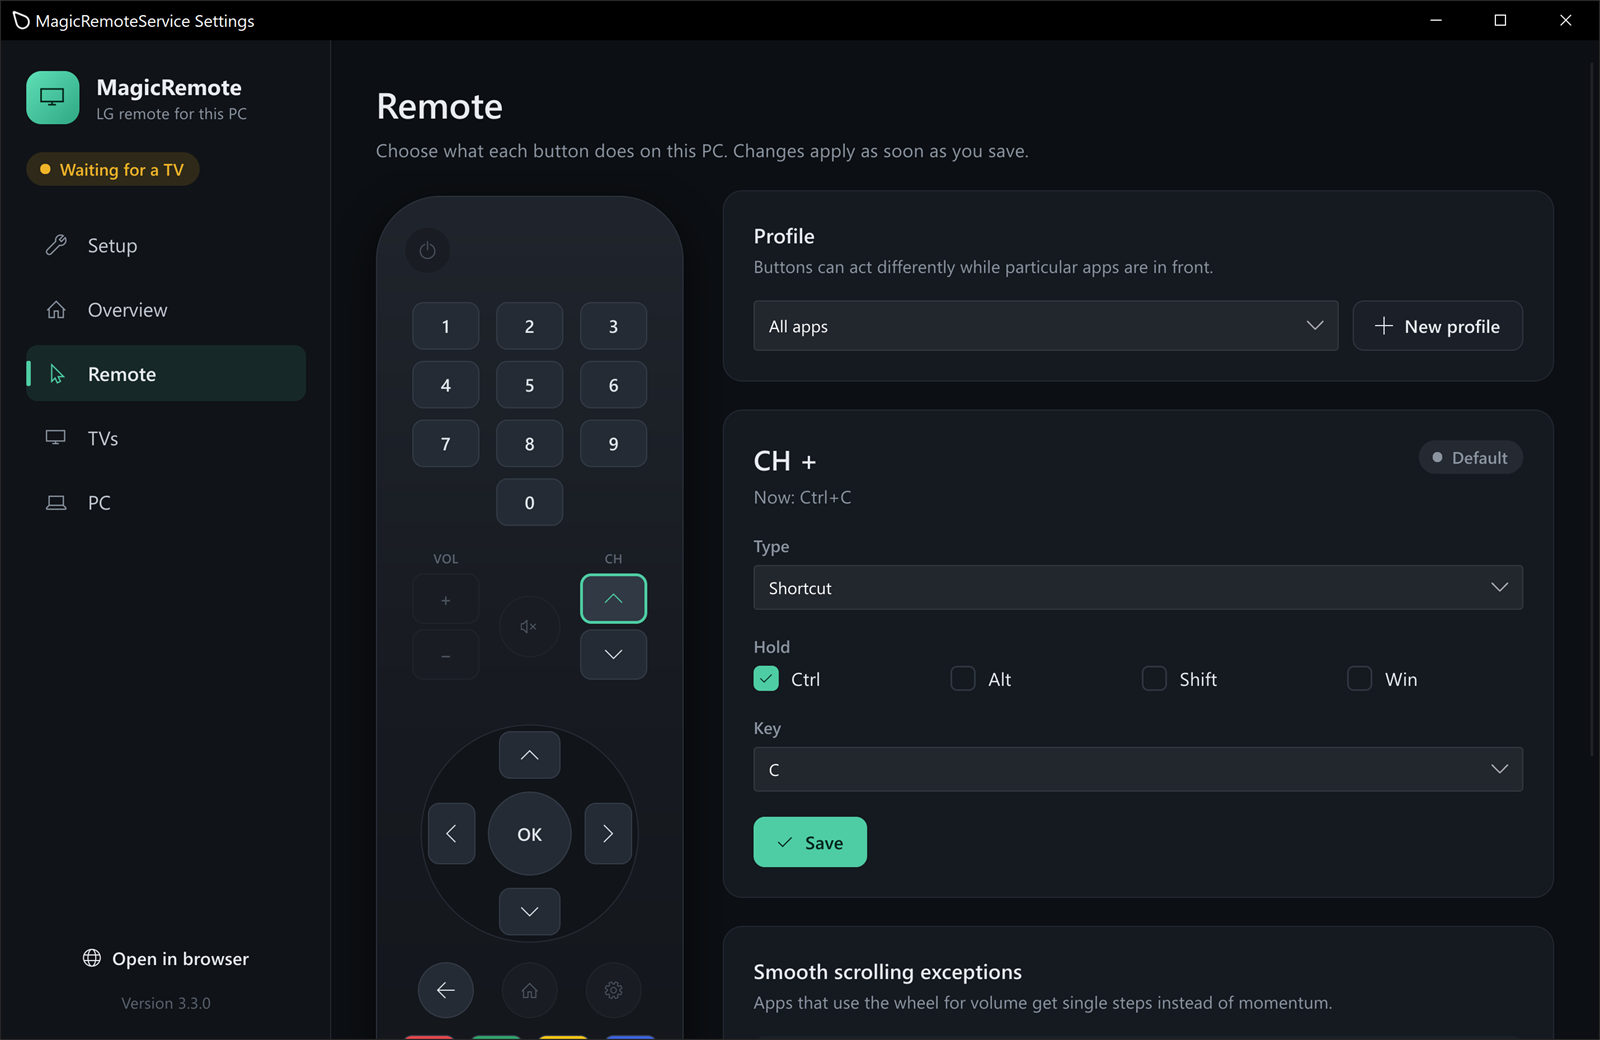 MagicRemoteService Settings
MagicRemote
LG remote for this PC
Waiting for a TV
Setup
Overview
Remote
TVs
PC
Open in browser
Version 3.3.0
Remote
Choose what each button does on this PC. Changes apply as soon as you save.
1 2 3
4 5 6
7 8 9
0
VOL CH
+
−
OK
Profile
Buttons can act differently while particular apps are in front.
All apps
New profile
CH +
Default
Now: Ctrl+C
Type
Shortcut
Hold
Ctrl Alt Shift Win
Key
C
Save
Smooth scrolling exceptions
Apps that use the wheel for volume get single steps instead of momentum.